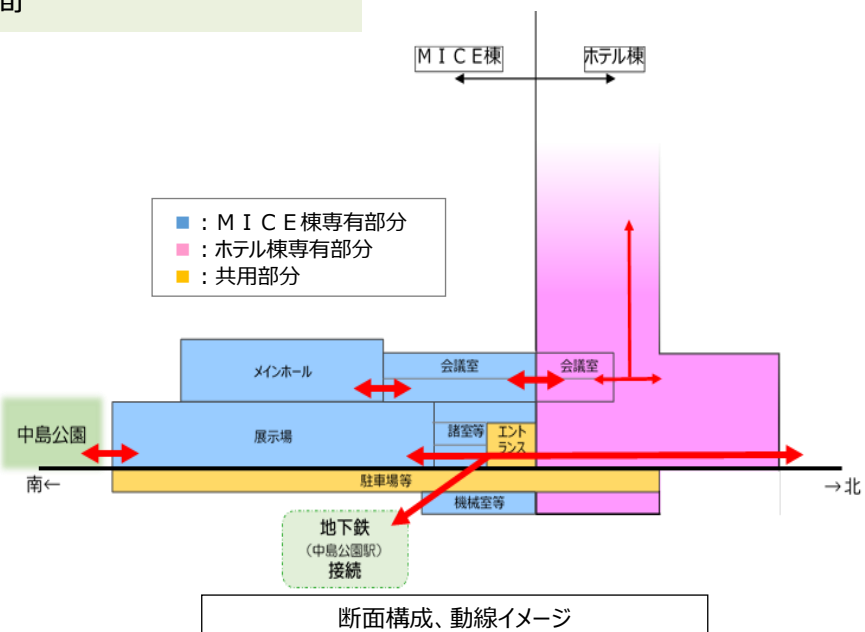 ＭＩＣＥ棟
ホテル棟
：ＭＩＣＥ棟専有部分
：ホテル棟専有部分
：共用部分
会議室
会議室
メインホール
中島公園
展示場
諸室等
エント
ランス
南←
駐車場等
→北
機械室等
地下鉄
（中島公園駅）
接続
断面構成、動線イメージ